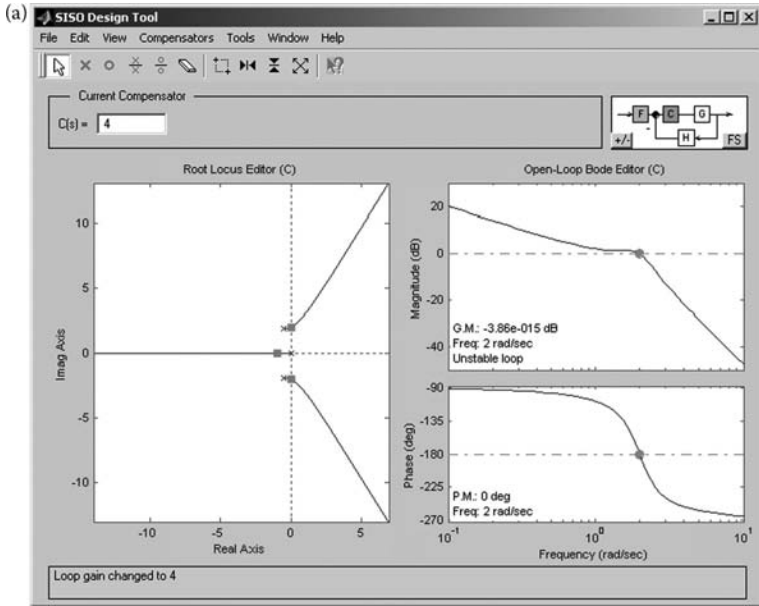 (a)
SISO Design Tool
File Edit View Compensators Tools Window Help
Current Compensator
C(s) = 4
F C G
H
+/- FS
-
Root Locus Editor (C)
10
5
0
-5
-10
Imag Axis
-10 -5 0 5
Real Axis
Open-Loop Bode Editor (C)
20
0
-20
-40
Magnitude (dB)
G.M.: -3.86e-015 dB
Freq: 2 rad/sec
Unstable loop
-90
-135
-180
-225
-270
Phase (deg)
P.M.: 0 deg
Freq: 2 rad/sec
10-1 100 101
Frequency (rad/sec)
Loop gain changed to 4